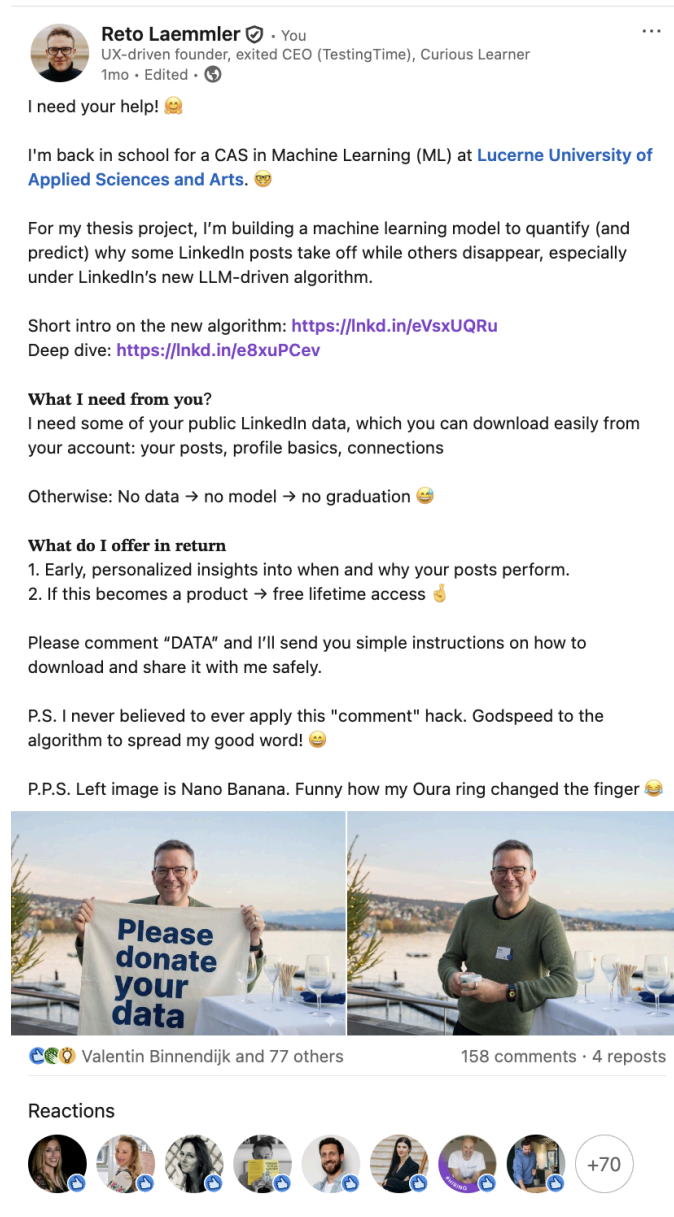 Reto Laemmler · You
UX-driven founder, exited CEO (TestingTime), Curious Learner
1mo · Edited ·
I need your help! 🤗
I'm back in school for a CAS in Machine Learning (ML) at Lucerne University of
Applied Sciences and Arts. 🤓
For my thesis project, I’m building a machine learning model to quantify (and
predict) why some LinkedIn posts take off while others disappear, especially
under LinkedIn’s new LLM-driven algorithm.
Short intro on the new algorithm: https://lnkd.in/eVsxUQRu
Deep dive: https://lnkd.in/e8xuPCev
What I need from you?
I need some of your public LinkedIn data, which you can download easily from
your account: your posts, profile basics, connections
Otherwise: No data → no model → no graduation 😅
What do I offer in return
1. Early, personalized insights into when and why your posts perform.
2. If this becomes a product → free lifetime access 🤞
Please comment “DATA” and I’ll send you simple instructions on how to
download and share it with me safely.
P.S. I never believed to ever apply this "comment" hack. Godspeed to the
algorithm to spread my good word! 😄
P.P.S. Left image is Nano Banana. Funny how my Oura ring changed the finger 😂
Please
donate
your
data
Valentin Binnendijk and 77 others
158 comments · 4 reposts
Reactions
+70